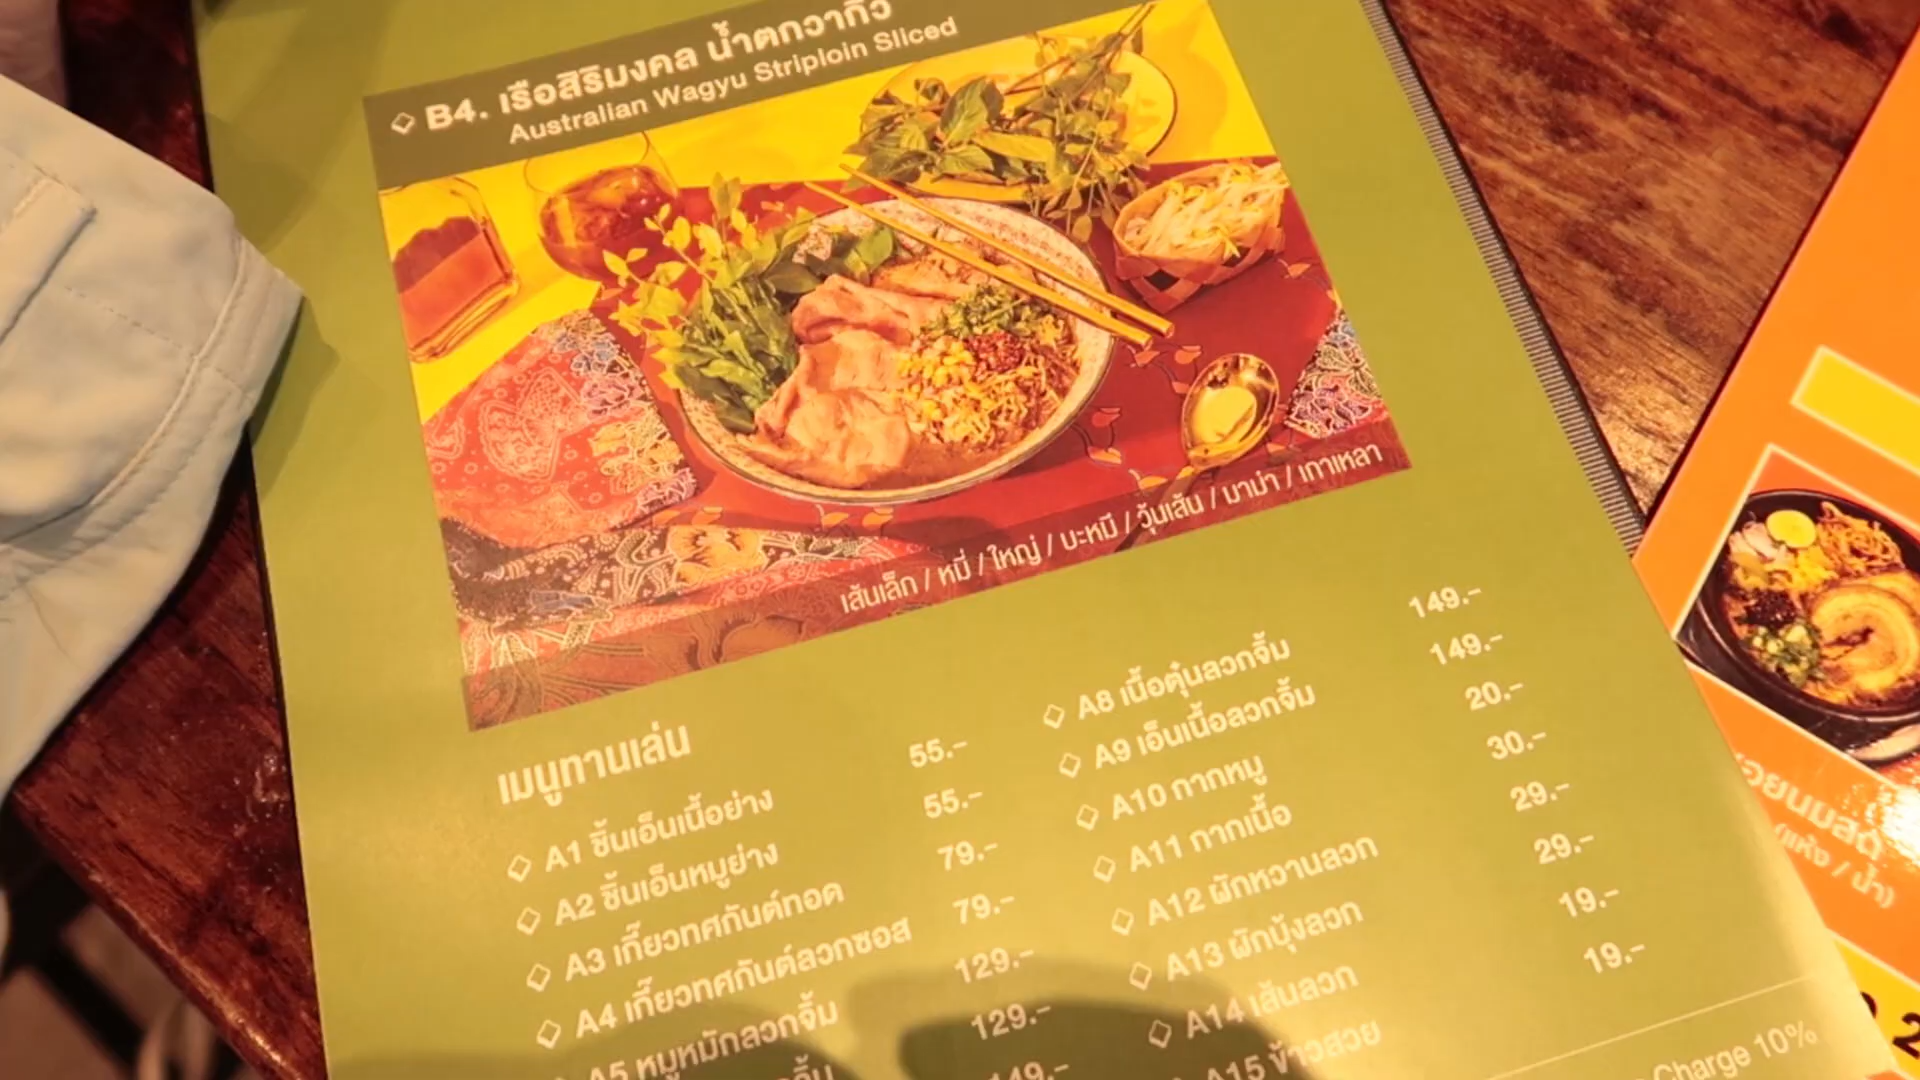 ◇ B4. เรือสิริมงคล น้ำตกวากิว
Australian Wagyu Striploin Sliced
เส้นเล็ก / หมี่ / ใหญ่ / บะหมี่ / วุ้นเส้น / มาม่า / เกาเหลา
เมนูทานเล่น
◇ A1 ชิ้นเอ็นเนื้อย่าง 55.-
◇ A2 ชิ้นเอ็นหมูย่าง 55.-
◇ A3 เกี๊ยวทศกันต์ทอด 79.-
◇ A4 เกี๊ยวทศกันต์ลวกซอส 79.-
A5 หมูหมักลวกจิ้ม 129.-
129.-
149.-
◇ A8 เนื้อตุ๋นลวกจิ้ม 149.-
◇ A9 เอ็นเนื้อลวกจิ้ม 149.-
◇ A10 กากหมู 20.-
◇ A11 กากเนื้อ 30.-
◇ A12 ผักหวานลวก 29.-
◇ A13 ผักบุ้งลวก 29.-
◇ A14 เส้นลวก 19.-
A15 ข้าวสวย 19.-
Charge 10%
(แห้ง / น้ำ)